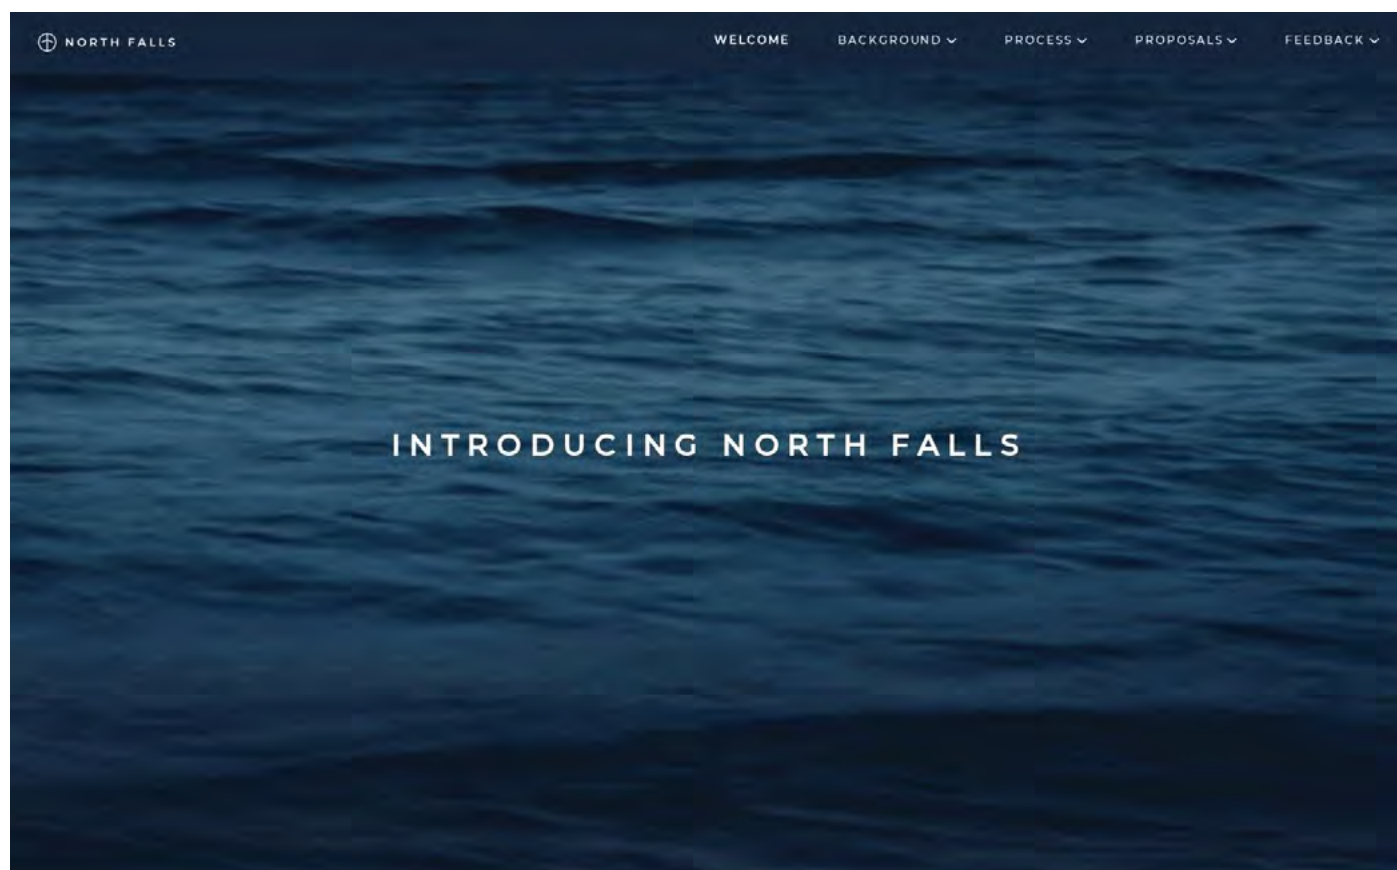 NORTH FALLS
WELCOME BACKGROUND PROCESS PROPOSALS FEEDBACK
INTRODUCING NORTH FALLS